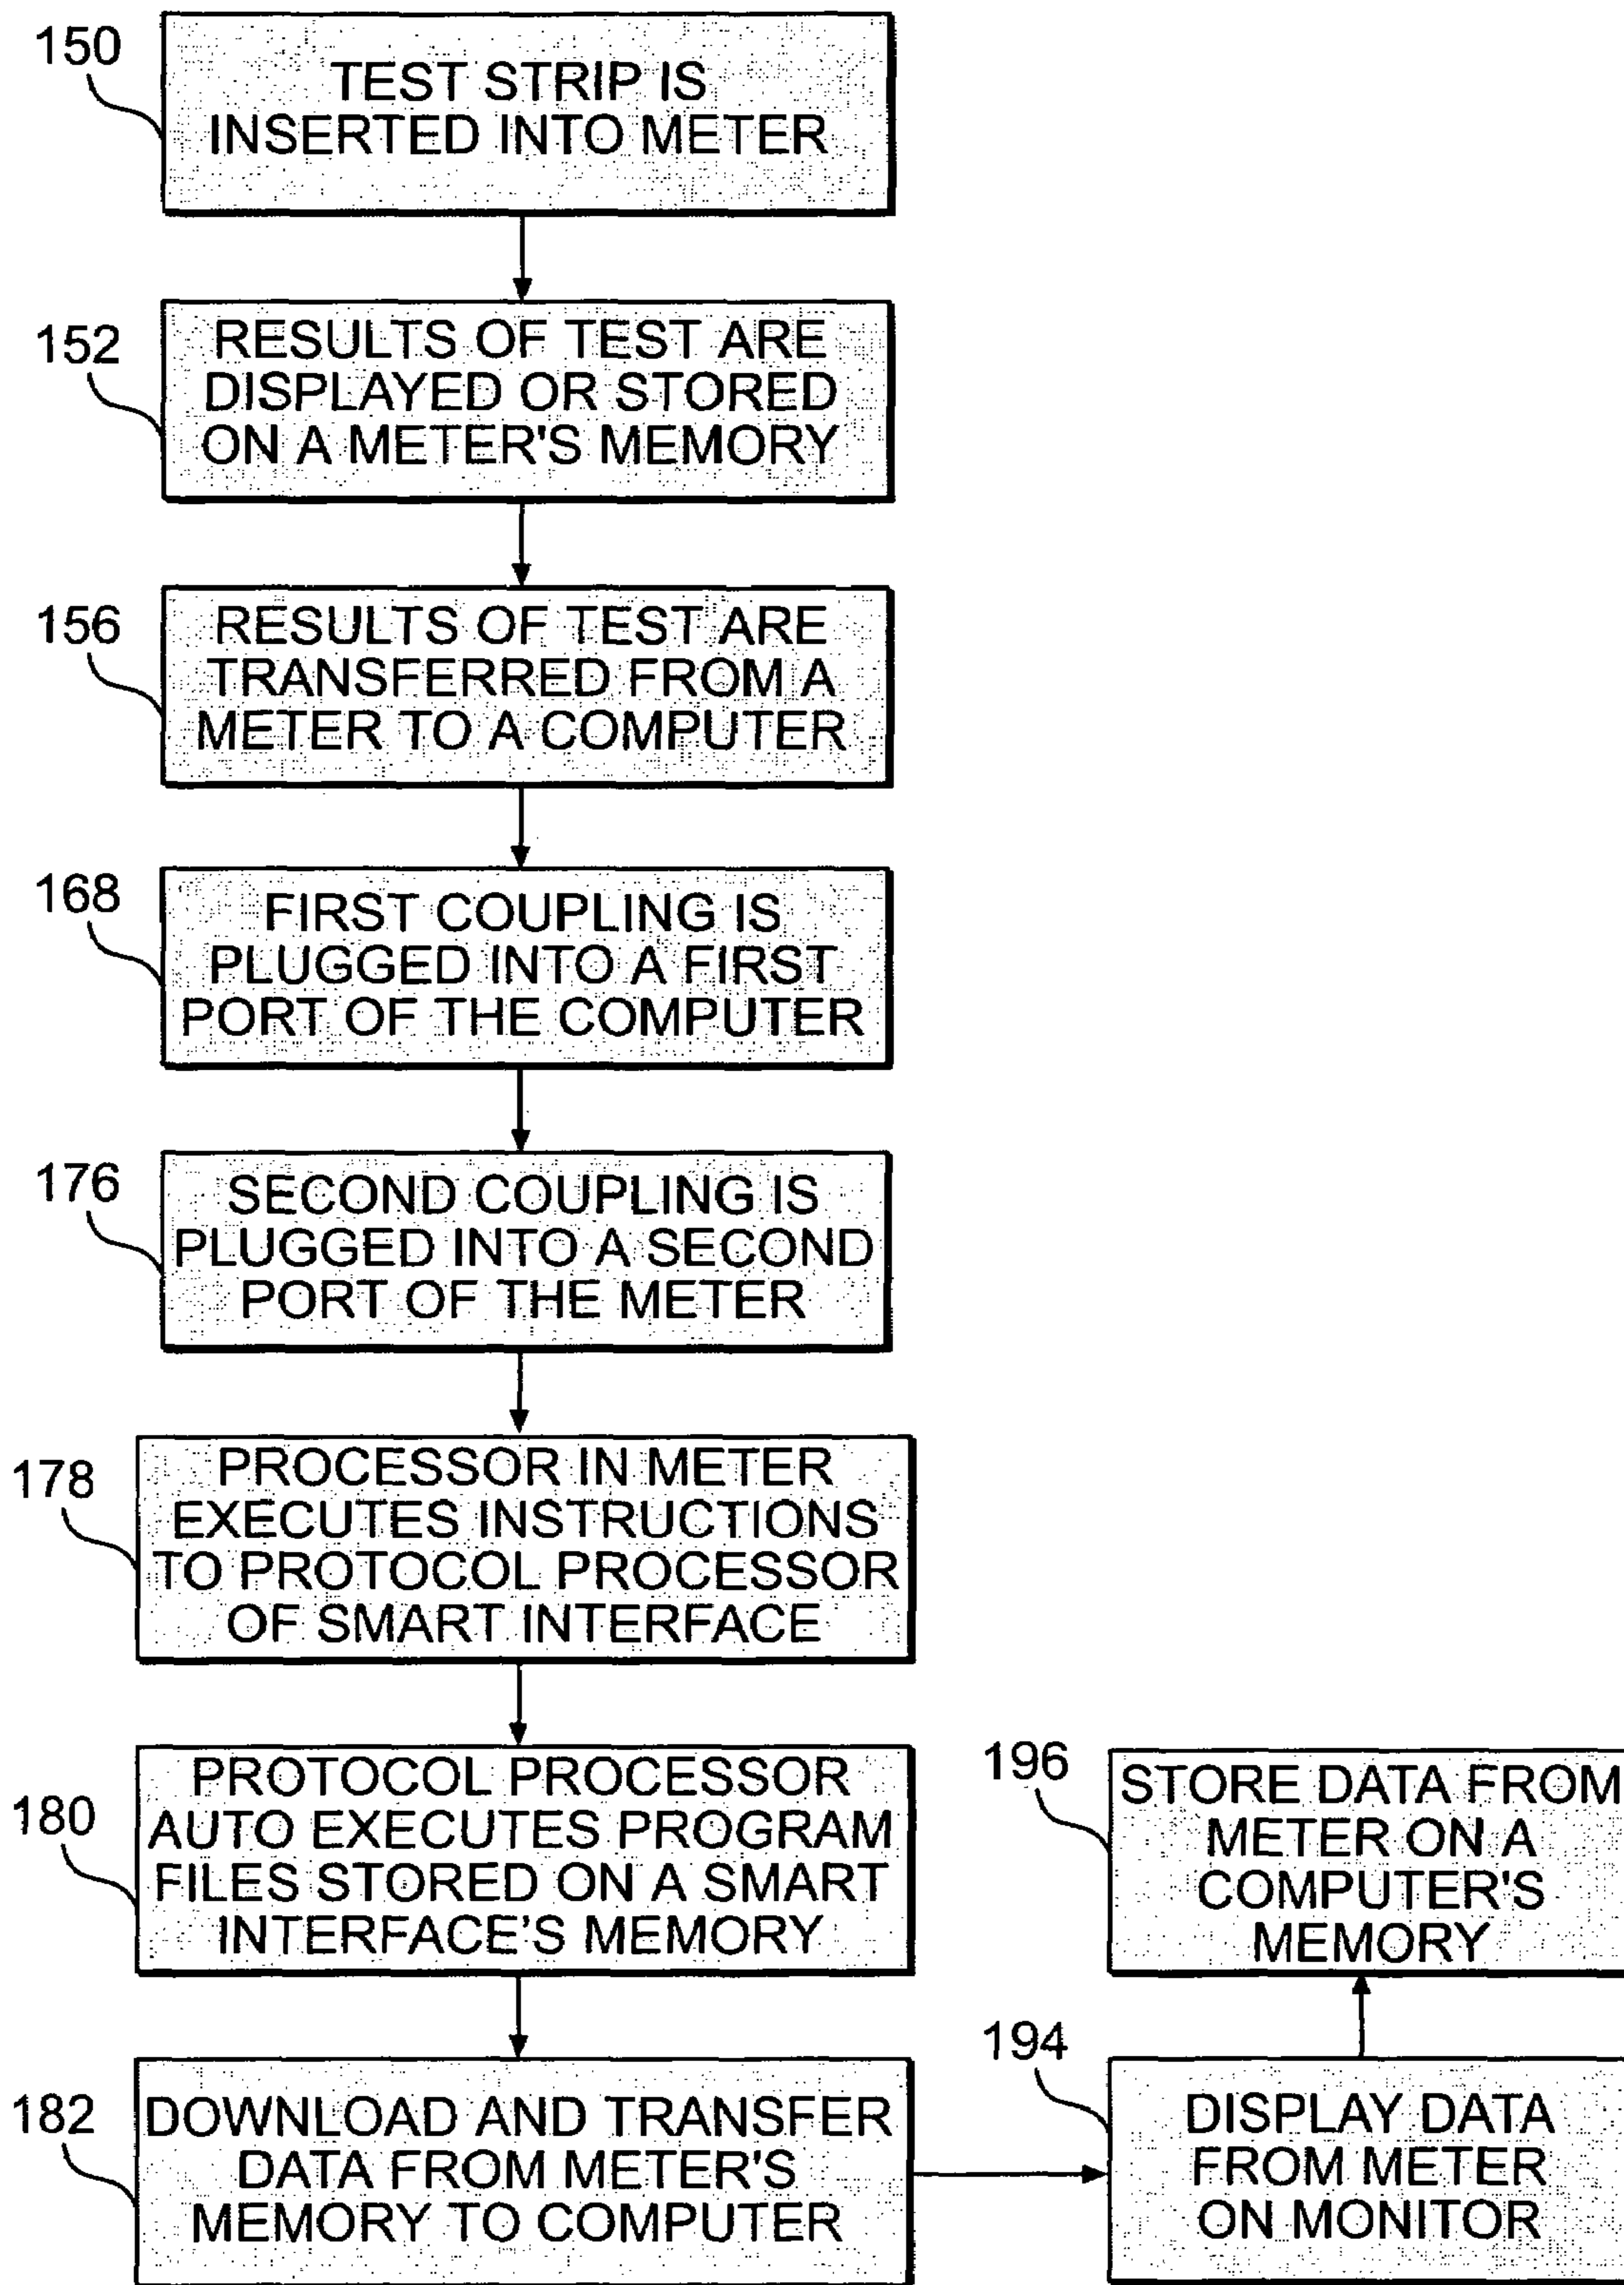 150
TEST STRIP IS
INSERTED INTO METER
152
RESULTS OF TEST ARE
DISPLAYED OR STORED
ON A METER'S MEMORY
156
RESULTS OF TEST ARE
TRANSFERRED FROM A
METER TO A COMPUTER
168
FIRST COUPLING IS
PLUGGED INTO A FIRST
PORT OF THE COMPUTER
176
SECOND COUPLING IS
PLUGGED INTO A SECOND
PORT OF THE METER
178
PROCESSOR IN METER
EXECUTES INSTRUCTIONS
TO PROTOCOL PROCESSOR
OF SMART INTERFACE
180
PROTOCOL PROCESSOR
AUTO EXECUTES PROGRAM
FILES STORED ON A SMART
INTERFACE'S MEMORY
182
DOWNLOAD AND TRANSFER
DATA FROM METER'S
MEMORY TO COMPUTER
194
DISPLAY DATA
FROM METER
ON MONITOR
196
STORE DATA FROM
METER ON A
COMPUTER'S
MEMORY